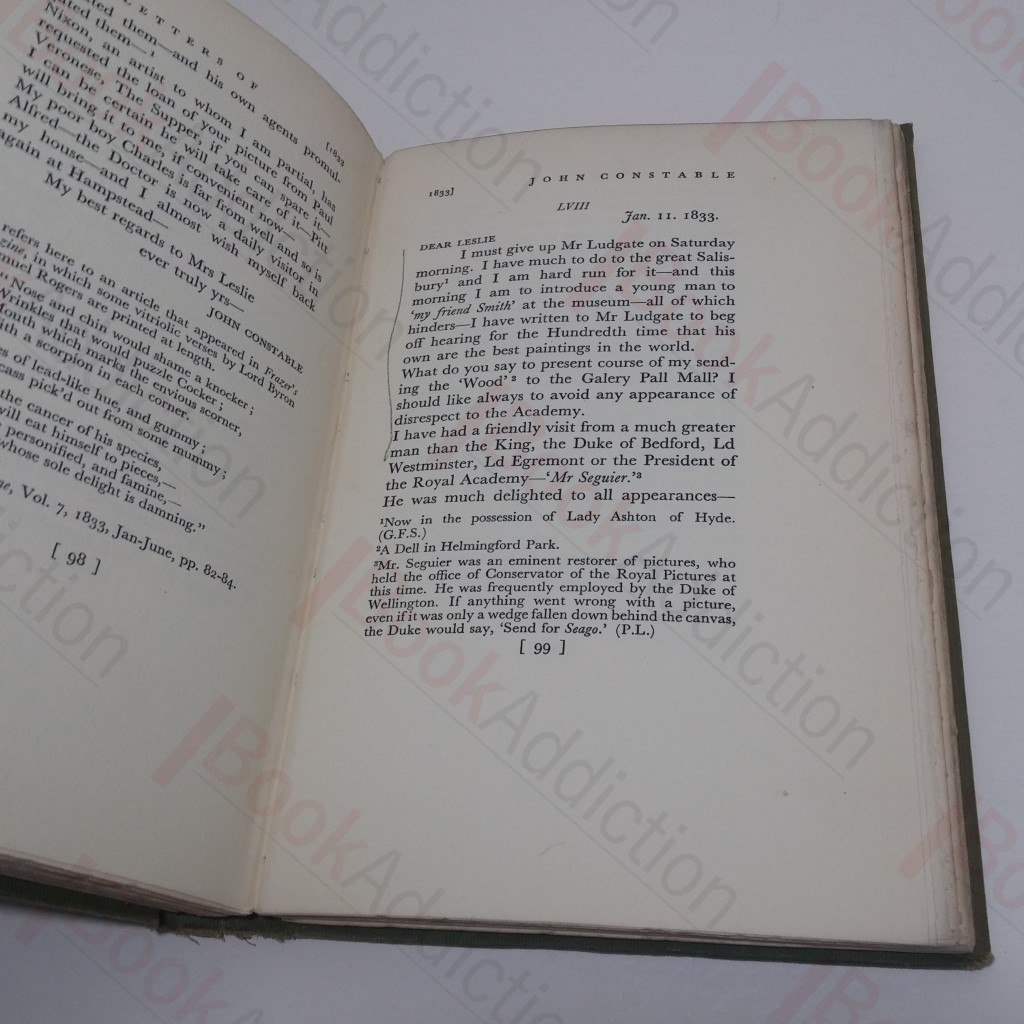 LETTERS OF
[1833
ated them—and his own agents promul-
ated them—¹
Nixon, an artist to whom I am partial, has
requested the loan of your picture from Paul
Veronese, The Supper, if you can spare it—
I can be certain he will take care of it—Pitt
will bring it to me, if convenient now—
My poor boy Charles is far from well and so is
Alfred—the Doctor is now a daily visitor in
my house—and I almost wish myself back
again at Hampstead—
My best regards to Mrs Leslie
ever truly yrs—
JOHN CONSTABLE
refers here to an article that appeared in Frazer's
gine, in which some vitriolic verses by Lord Byron
muel Rogers are printed at length.
"Nose and chin would shame a knocker;
Wrinkles that would puzzle Cocker;
Mouth which marks the envious scorner,
With a scorpion in each corner.
es of lead-like hue, and gummy;
cass pick'd out from some mummy;
the cancer of his species,
will eat himself to pieces,—
personified, and famine,—
whose sole delight is damning."
ne, Vol. 7, 1833, Jan-June, pp. 82-84.
[ 98 ]
1833] JOHN CONSTABLE
LVIII
Jan. 11. 1833.
DEAR LESLIE
I must give up Mr Ludgate on Saturday
morning. I have much to do to the great Salis-
bury¹ and I am hard run for it—and this
morning I am to introduce a young man to
'my friend Smith' at the museum—all of which
hinders—I have written to Mr Ludgate to beg
off hearing for the Hundredth time that his
own are the best paintings in the world.
What do you say to present course of my send-
ing the 'Wood'² to the Galery Pall Mall? I
should like always to avoid any appearance of
disrespect to the Academy.
I have had a friendly visit from a much greater
man than the King, the Duke of Bedford, Ld
Westminster, Ld Egremont or the President of
the Royal Academy—'Mr Seguier.'³
He was much delighted to all appearances—
¹Now in the possession of Lady Ashton of Hyde.
(G.F.S.)
²A Dell in Helmingford Park.
³Mr. Seguier was an eminent restorer of pictures, who
held the office of Conservator of the Royal Pictures at
this time. He was frequently employed by the Duke of
Wellington. If anything went wrong with a picture,
even if it was only a wedge fallen down behind the canvas,
the Duke would say, 'Send for Seago.' (P.L.)
[ 99 ]
BookAddiction
BookAddiction
BookAddiction
BookAddiction